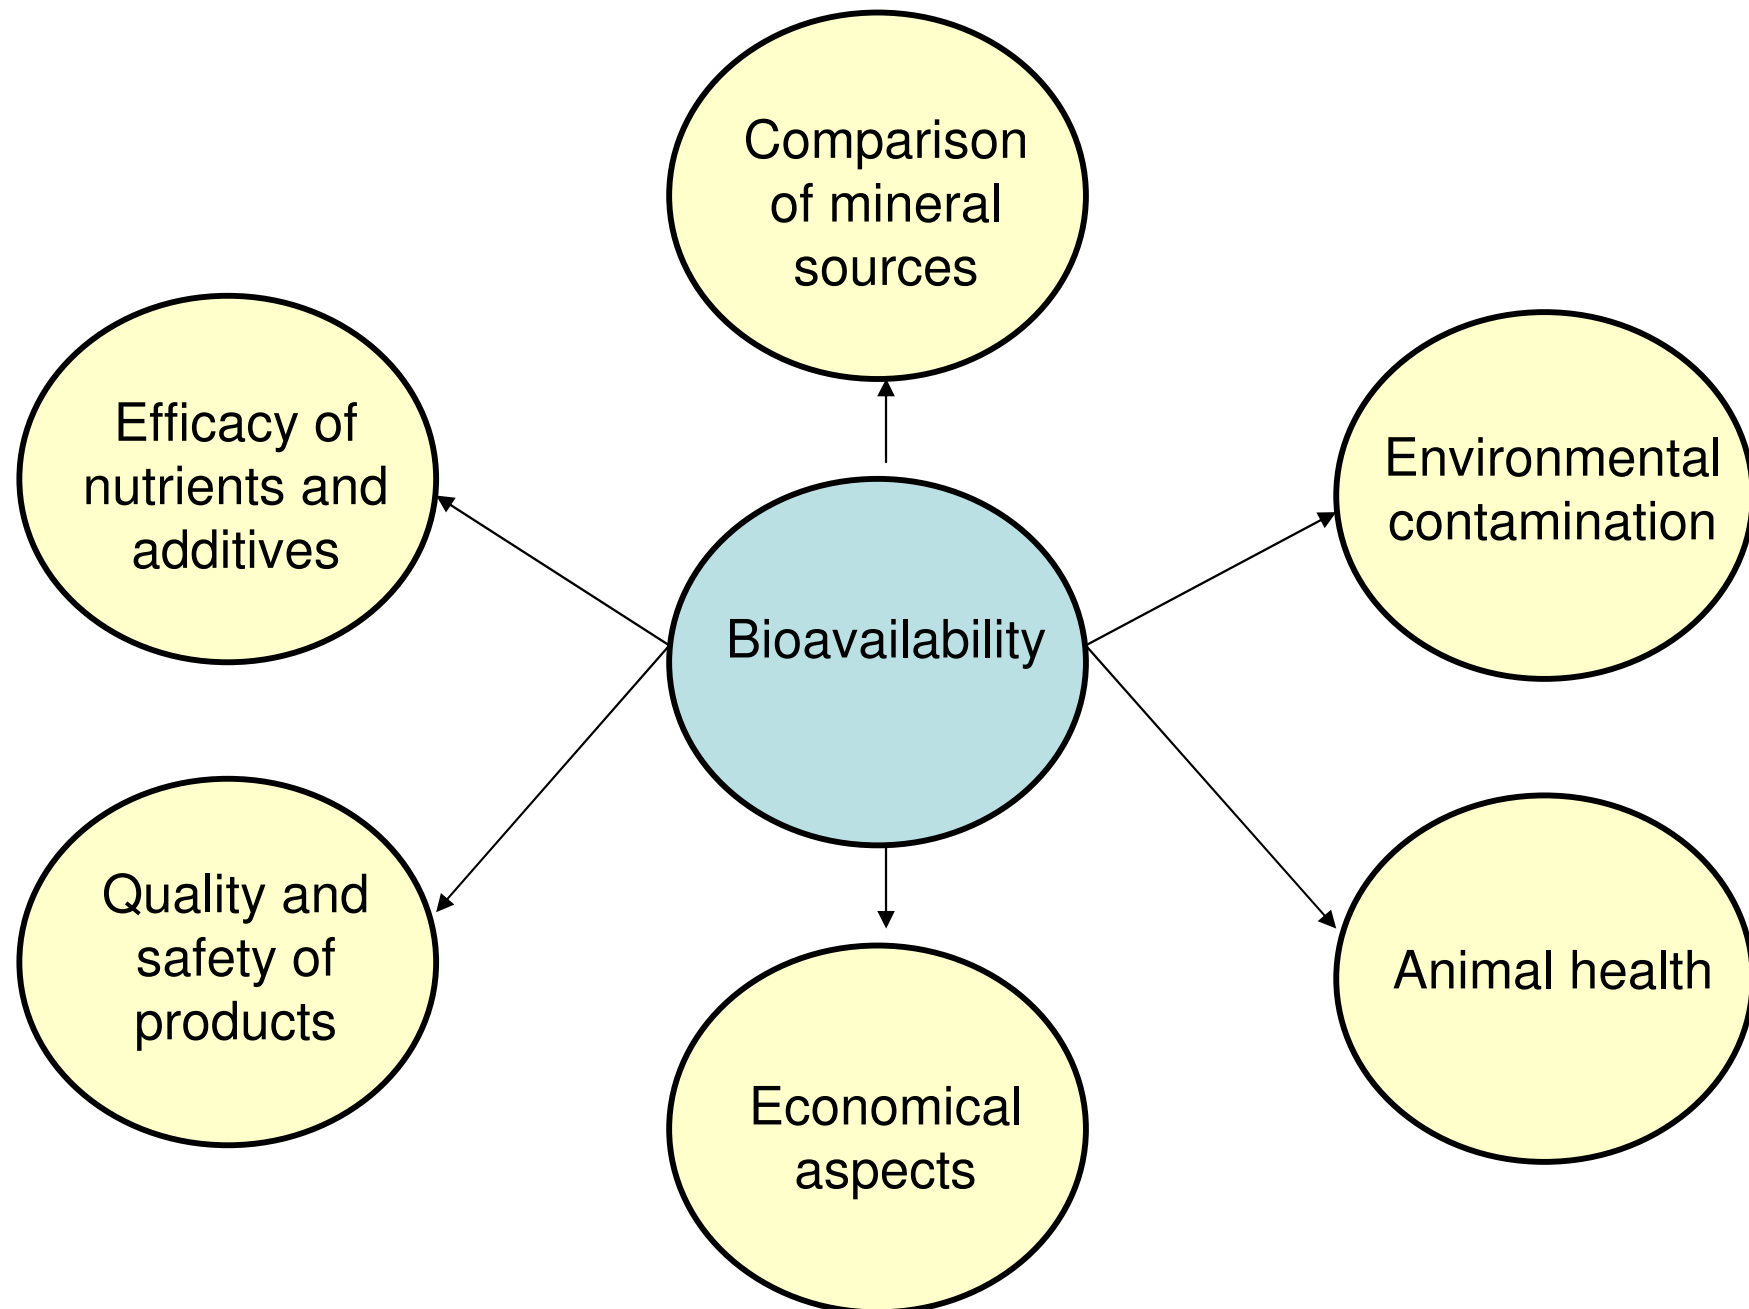 Comparison
of mineral
sources
Efficacy of
nutrients and
additives
Environmental
contamination
Bioavailability
Quality and
safety of
products
Animal health
Economical
aspects